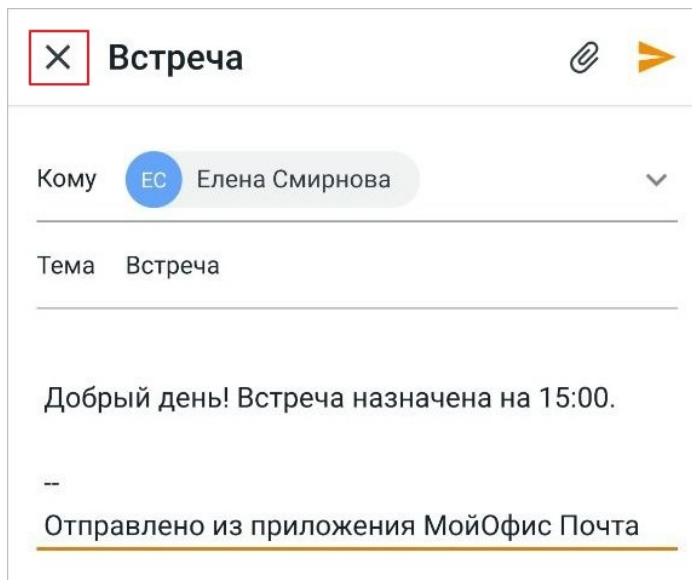 Встреча
Кому ЕС Елена Смирнова
Тема Встреча
Добрый день! Встреча назначена на 15:00.
--
Отправлено из приложения МойОфис Почта